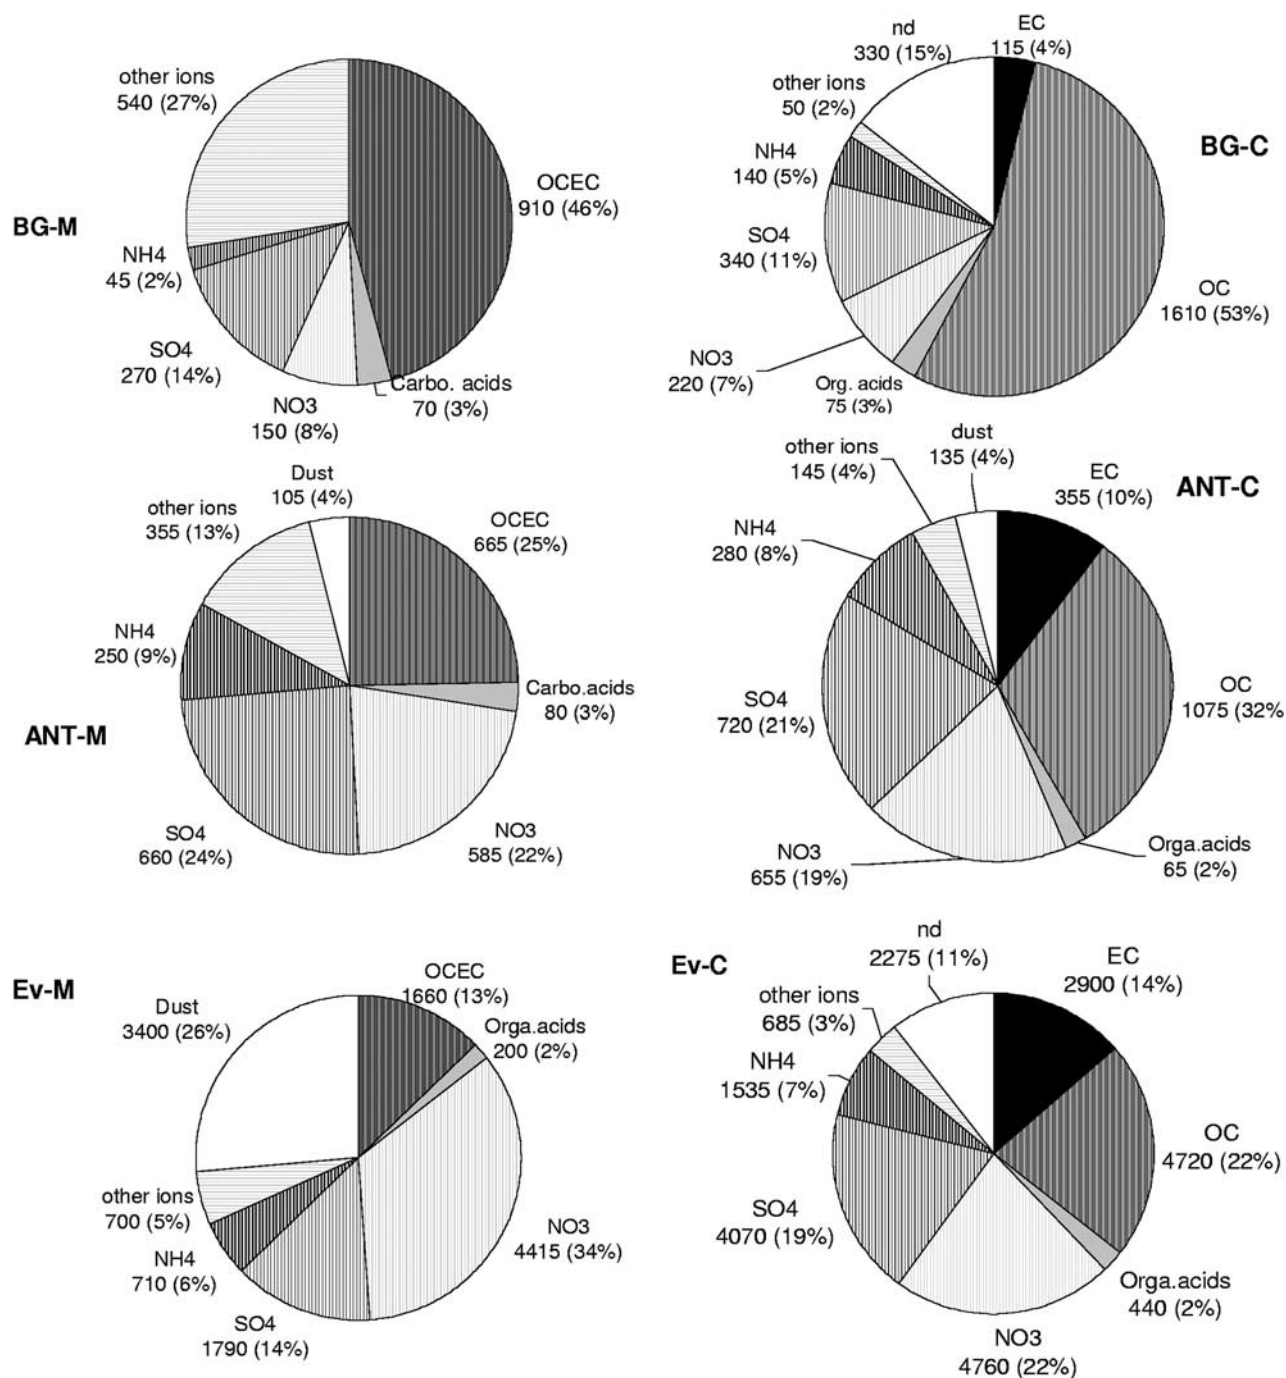 BG-M
other ions
540 (27%)
OCEC
910 (46%)
NH4
45 (2%)
SO4
270 (14%)
NO3
150 (8%)
Carbo. acids
70 (3%)
BG-C
nd
330 (15%)
EC
115 (4%)
other ions
50 (2%)
NH4
140 (5%)
SO4
340 (11%)
OC
1610 (53%)
NO3
220 (7%)
Org. acids
75 (3%)
ANT-M
Dust
105 (4%)
other ions
355 (13%)
OCEC
665 (25%)
NH4
250 (9%)
Carbo.acids
80 (3%)
SO4
660 (24%)
NO3
585 (22%)
ANT-C
other ions
145 (4%)
dust
135 (4%)
EC
355 (10%)
NH4
280 (8%)
SO4
720 (21%)
OC
1075 (32%
NO3
655 (19%)
Orga.acids
65 (2%)
Ev-M
Dust
3400 (26%)
OCEC
1660 (13%)
Orga.acids
200 (2%)
other ions
700 (5%)
NH4
710 (6%)
SO4
1790 (14%)
NO3
4415 (34%)
Ev-C
nd
2275 (11%)
EC
2900 (14%)
other ions
685 (3%)
NH4
1535 (7%)
SO4
4070 (19%)
OC
4720 (22%)
Orga.acids
440 (2%)
NO3
4760 (22%)